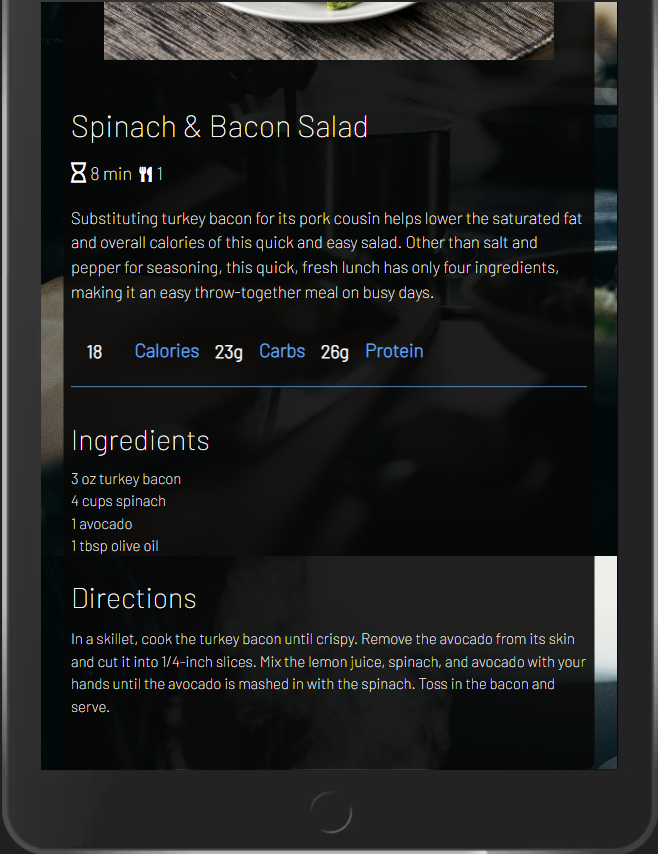 Spinach & Bacon Salad
8 min 1
Substituting turkey bacon for its pork cousin helps lower the saturated fat
and overall calories of this quick and easy salad. Other than salt and
pepper for seasoning, this quick, fresh lunch has only four ingredients,
making it an easy throw-together meal on busy days.
18 Calories 23g Carbs 26g Protein
Ingredients
3 oz turkey bacon
4 cups spinach
1 avocado
1 tbsp olive oil
Directions
In a skillet, cook the turkey bacon until crispy. Remove the avocado from its skin
and cut it into 1/4-inch slices. Mix the lemon juice, spinach, and avocado with your
hands until the avocado is mashed in with the spinach. Toss in the bacon and
serve.